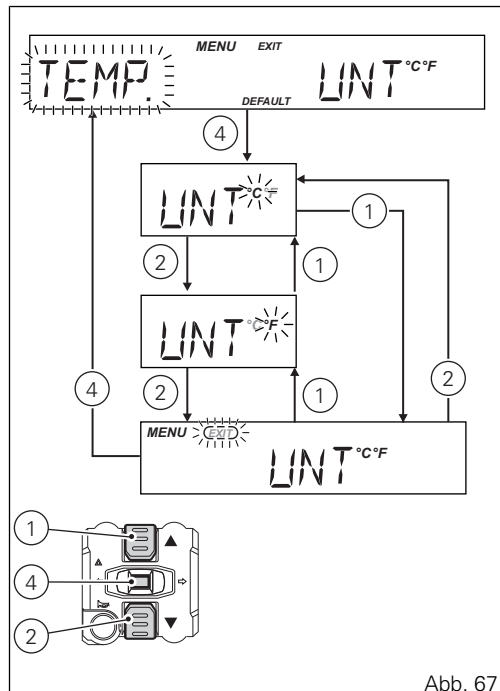 MENU EXIT
TEMP. UNT °C°F
DEFAULT
4
UNT °C°F
1
2 1
UNT °C°F
4 2 1 2
MENU EXIT
UNT °C°F
1
4
2
Abb. 67